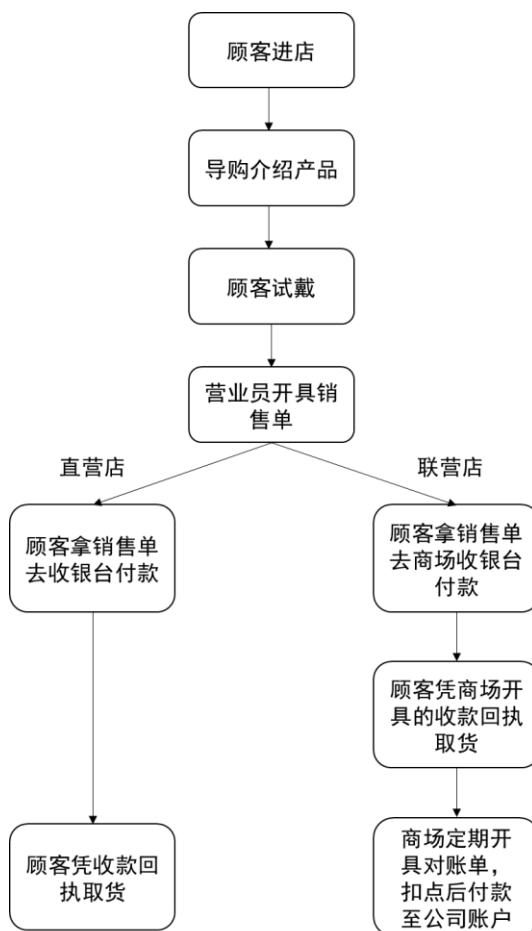 顾客进店
导购介绍产品
顾客试戴
营业员开具销
售单
直营店
联营店
顾客拿销售单
去收银台付款
顾客拿销售单
去商场收银台
付款
顾客凭商场开
具的收款回执
取货
顾客凭收款回
执取货
商场定期开
具对账单，
扣点后付款
至公司账户